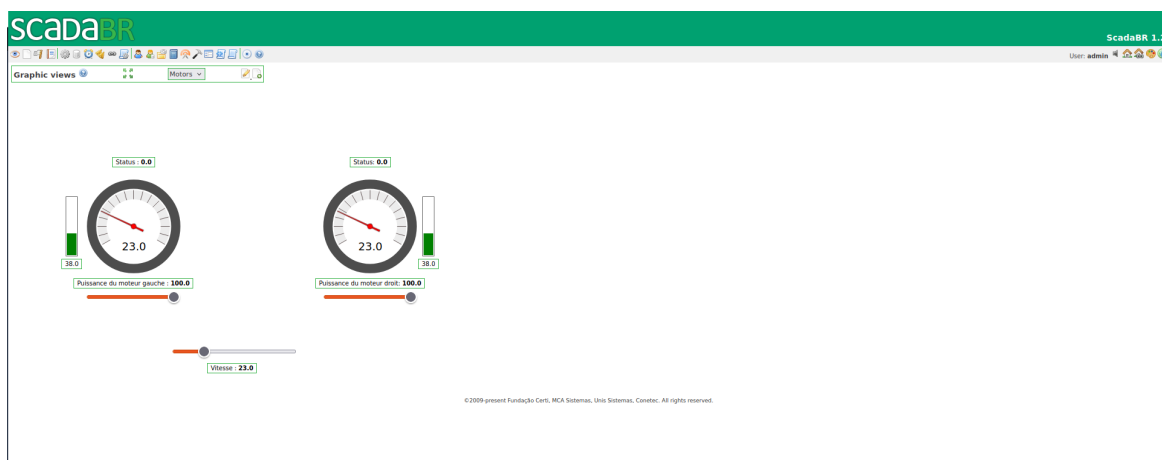 scadaBR
ScadaBR 1.
User: admin
Graphic views
Motors
Status : 0.0
Status: 0.0
23.0
23.0
38.0
38.0
Puissance du moteur gauche : 100.0
Puissance du moteur droit: 100.0
Vitesse : 23.0
©2009-present Fundação Certi, MCA Sistemas, Unis Sistemas, Conetec. All rights reserved.